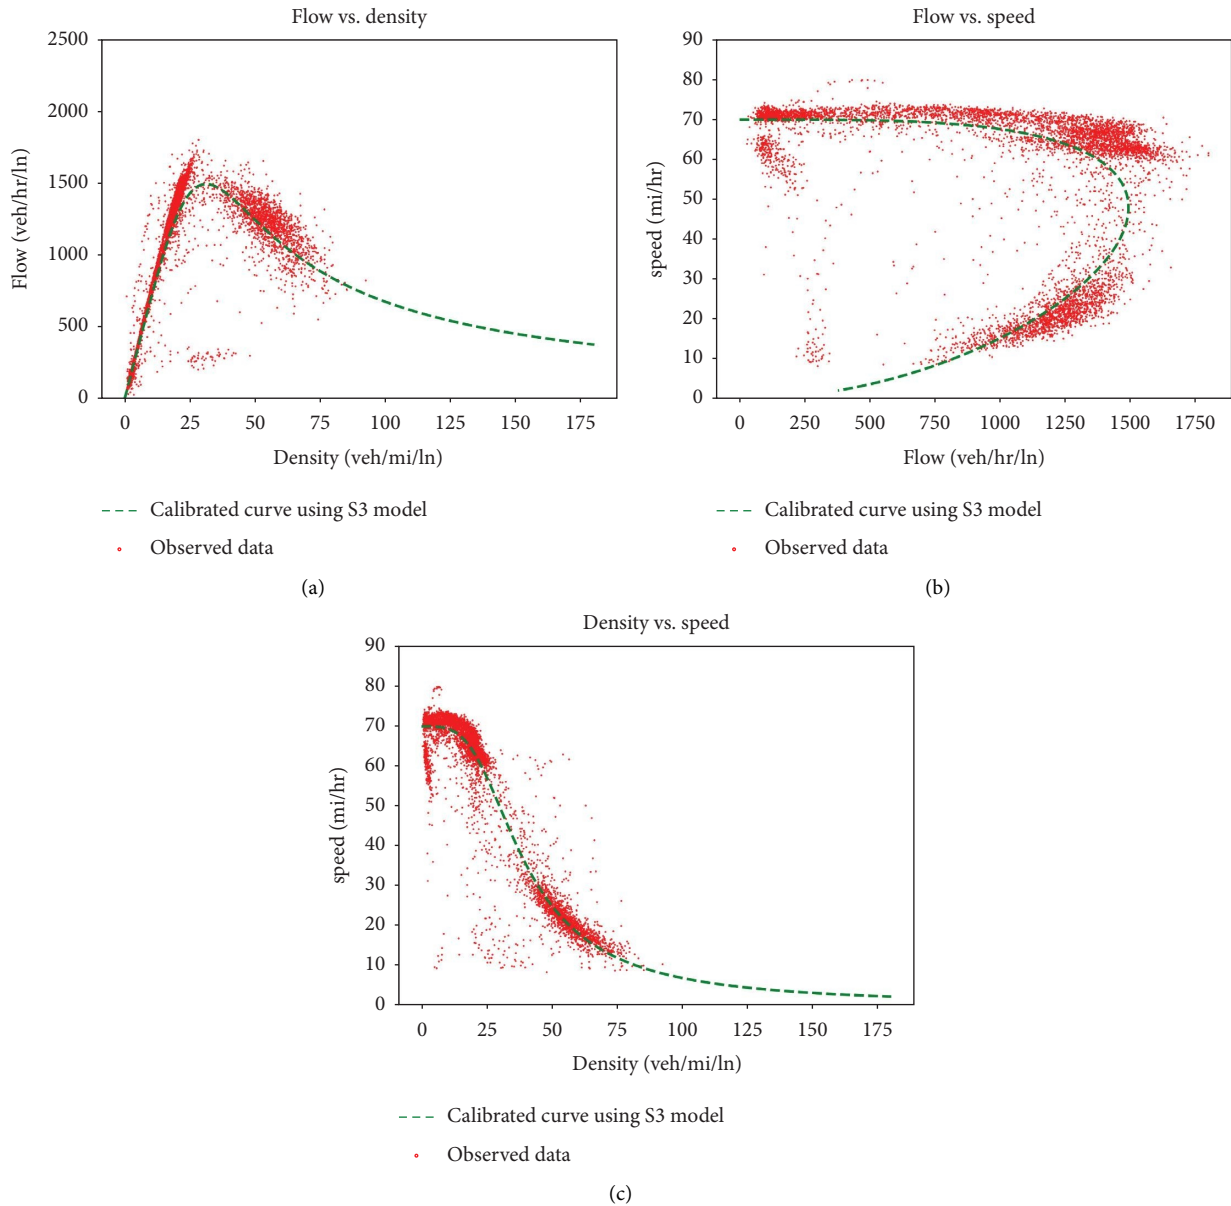 Flow vs. density
2500
2000
1500
1000
500
0
Flow (veh/hr/ln)
0 25 50 75 100 125 150 175
Density (veh/mi/ln)
Calibrated curve using S3 model
Observed data
(a)
Flow vs. speed
90
80
70
60
50
40
30
20
10
0
speed (mi/hr)
0 250 500 750 1000 1250 1500 1750
Flow (veh/hr/ln)
Calibrated curve using S3 model
Observed data
(b)
Density vs. speed
90
80
70
60
50
40
30
20
10
0
speed (mi/hr)
0 25 50 75 100 125 150 175
Density (veh/mi/ln)
Calibrated curve using S3 model
Observed data
(c)